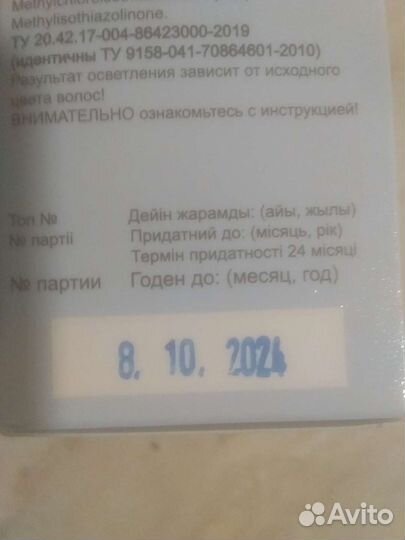 Methylisothiazolinone.
ТУ 20.42.17-004-86423000-2019
(идентичны ТУ 9158-041-70864601-2010)
Результат осветления зависит от исходного
цвета волос!
ВНИМАТЕЛЬНО ознакомьтесь с инструкцией!
Топ № Дейін жарамды: (айы, жылы)
№ партії Придатний до: (місяць, рік)
Термін придатності 24 місяці
№ партии Годен до: (месяц, год)
8. 10. 2024
Avito